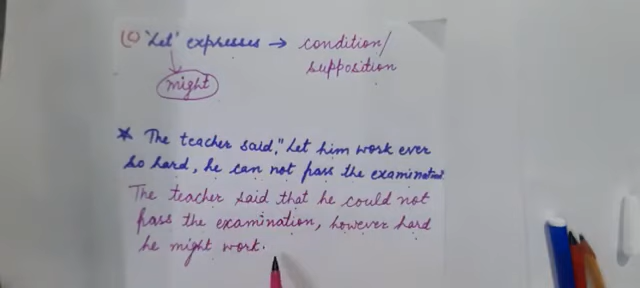 (c) 'Let' expresses → condition/
supposition
might
* The teacher said, "Let him work ever
so hard, he can not pass the examination
The teacher said that he could not
pass the examination, however hard
he might work.